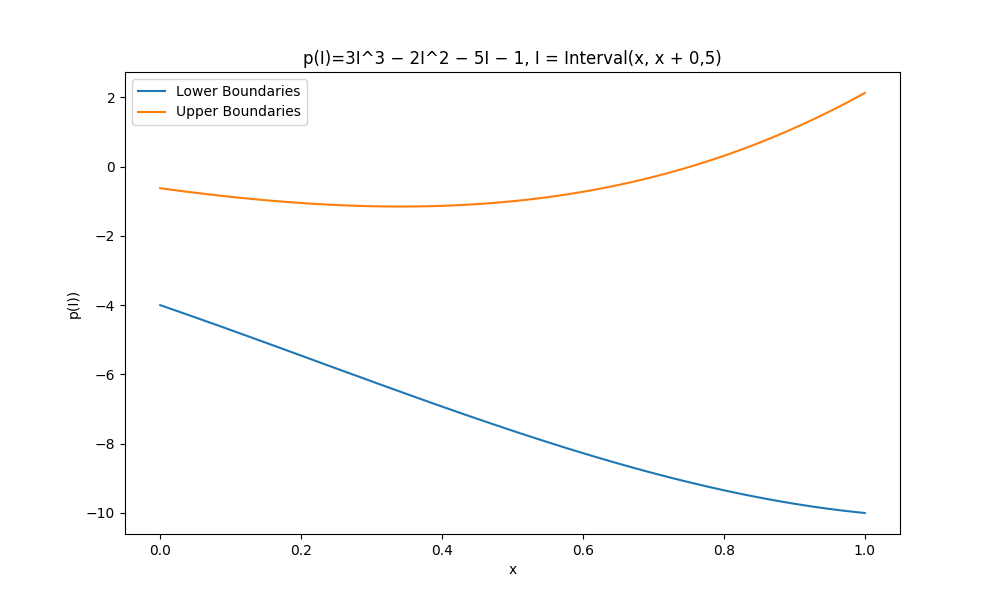 p(I)=3I^3 − 2I^2 − 5I − 1, I = Interval(x, x + 0,5)
Lower Boundaries
Upper Boundaries
2
0
−2
−4
−6
−8
−10
p(I))
0.0
0.2
0.4
0.6
0.8
1.0
x